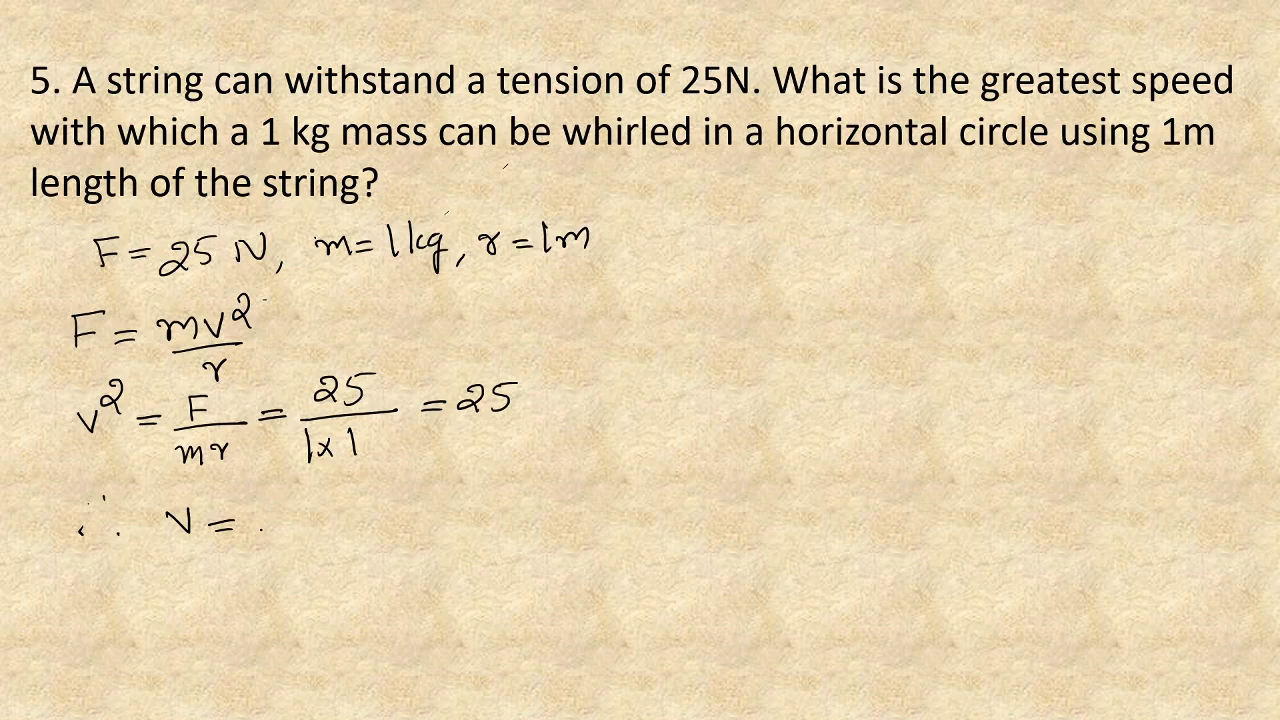 5. A string can withstand a tension of 25N. What is the greatest speed
with which a 1 kg mass can be whirled in a horizontal circle using 1m
length of the string?
F = 25 N, m = 1 kg, r = 1m
F = mv²/r
v² = F/mr = 25/1×1 = 25
∴ v =